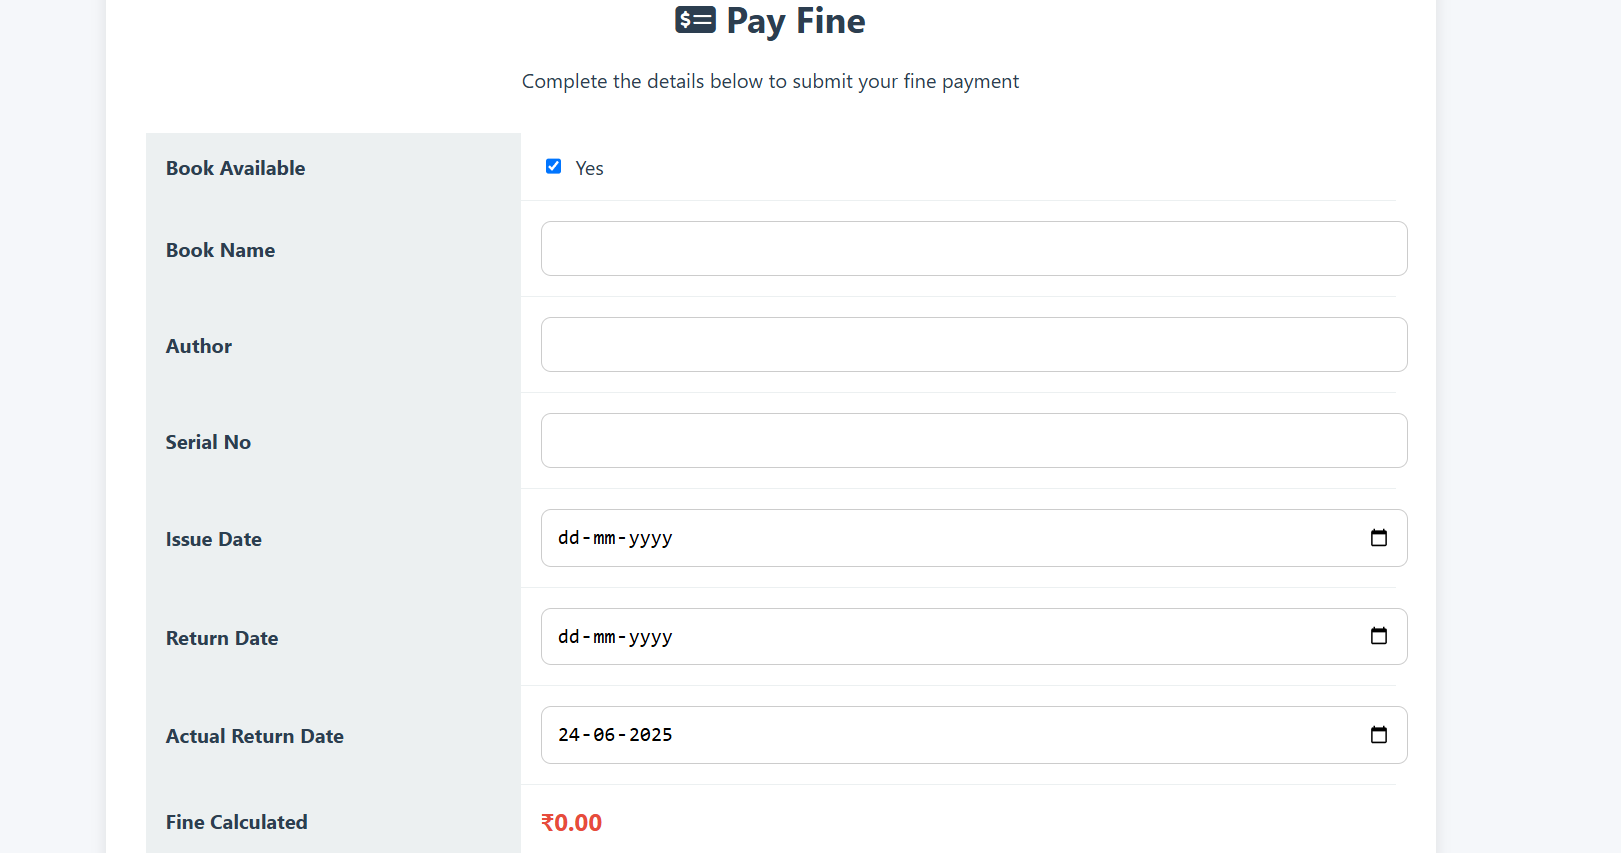 Pay Fine
Complete the details below to submit your fine payment
Book Available Yes
Book Name
Author
Serial No
Issue Date dd-mm-yyyy
Return Date dd-mm-yyyy
Actual Return Date 24-06-2025
Fine Calculated ₹0.00